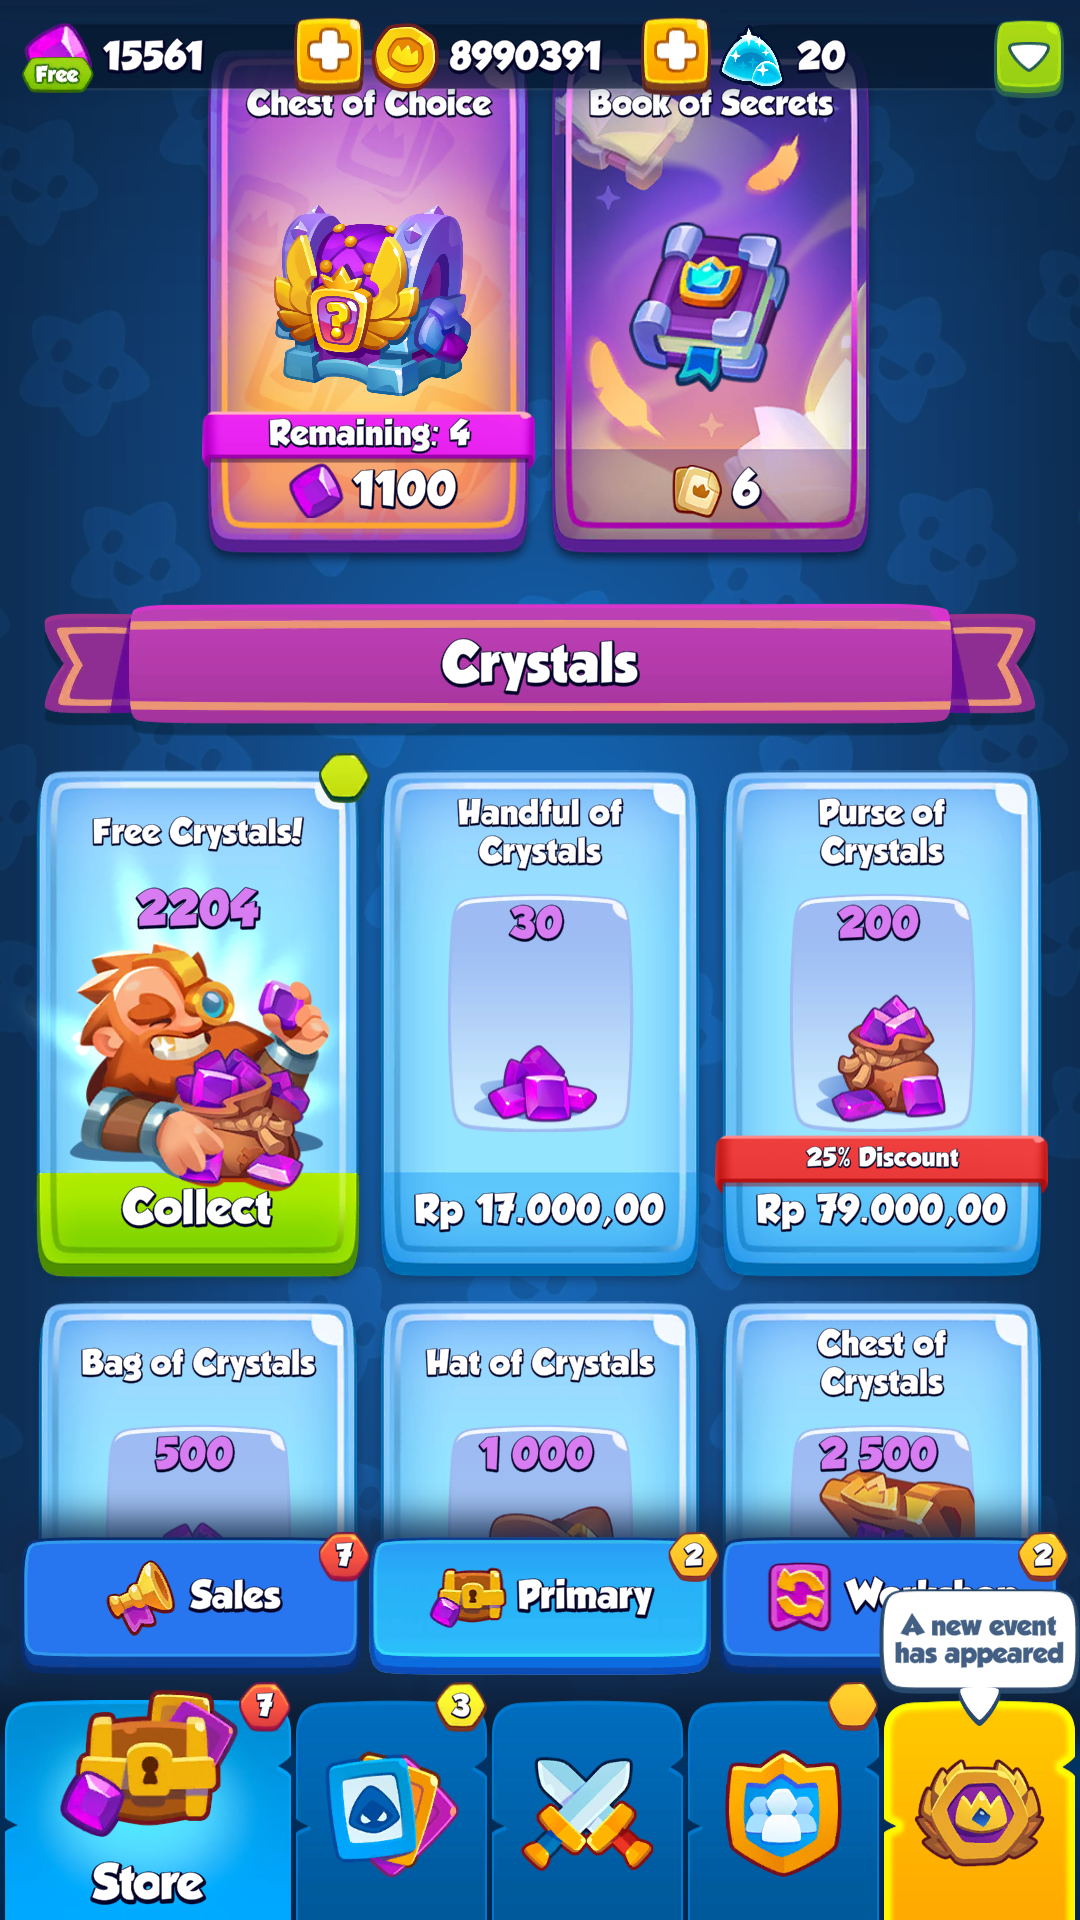 Free 15561 8990391 20
Chest of Choice
Book of Secrets
?
Remaining: 4
1100
6
Crystals
Free Crystals!
2204
Collect
Handful of
Crystals
30
Rp 17.000,00
Purse of
Crystals
200
25% Discount
Rp 79.000,00
Bag of Crystals
500
Hat of Crystals
1 000
Chest of
Crystals
2 500
Sales
7
Primary
2
Workshop
2
A new event
has appeared
7
3
Store